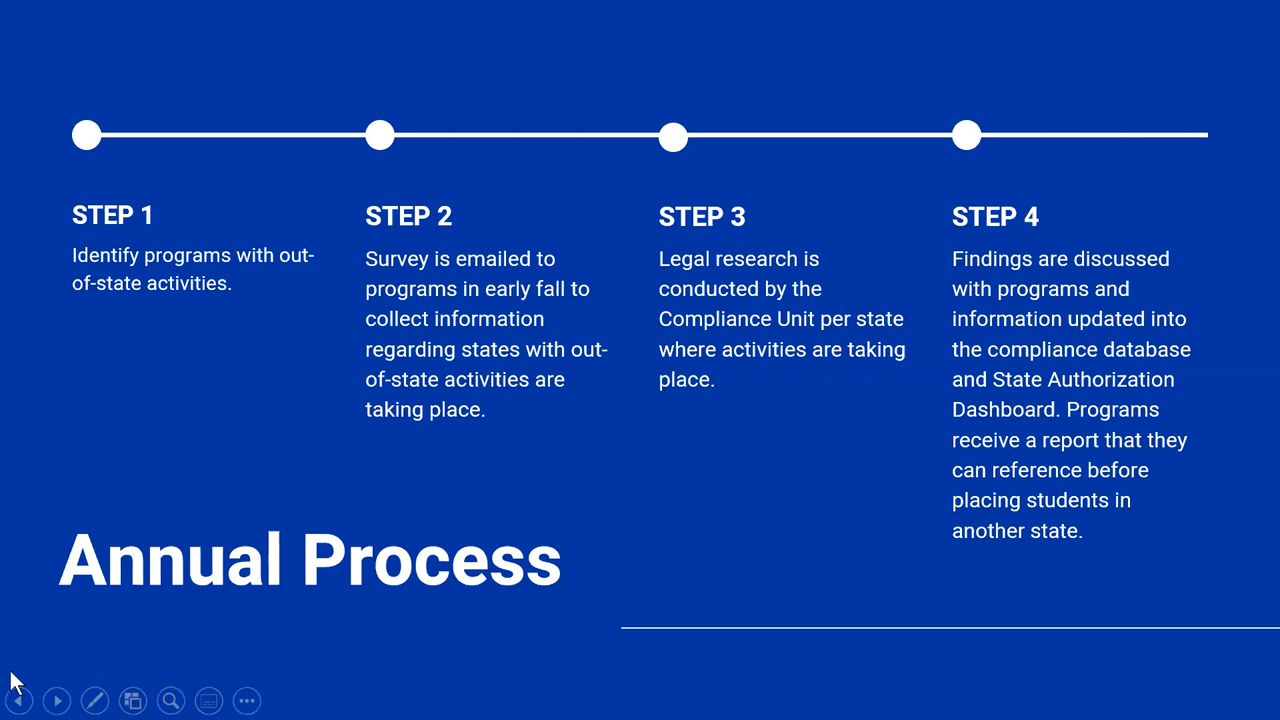 STEP 1
Identify programs with out-
of-state activities.
STEP 2
Survey is emailed to
programs in early fall to
collect information
regarding states with out-
of-state activities are
taking place.
STEP 3
Legal research is
conducted by the
Compliance Unit per state
where activities are taking
place.
STEP 4
Findings are discussed
with programs and
information updated into
the compliance database
and State Authorization
Dashboard. Programs
receive a report that they
can reference before
placing students in
another state.
Annual Process